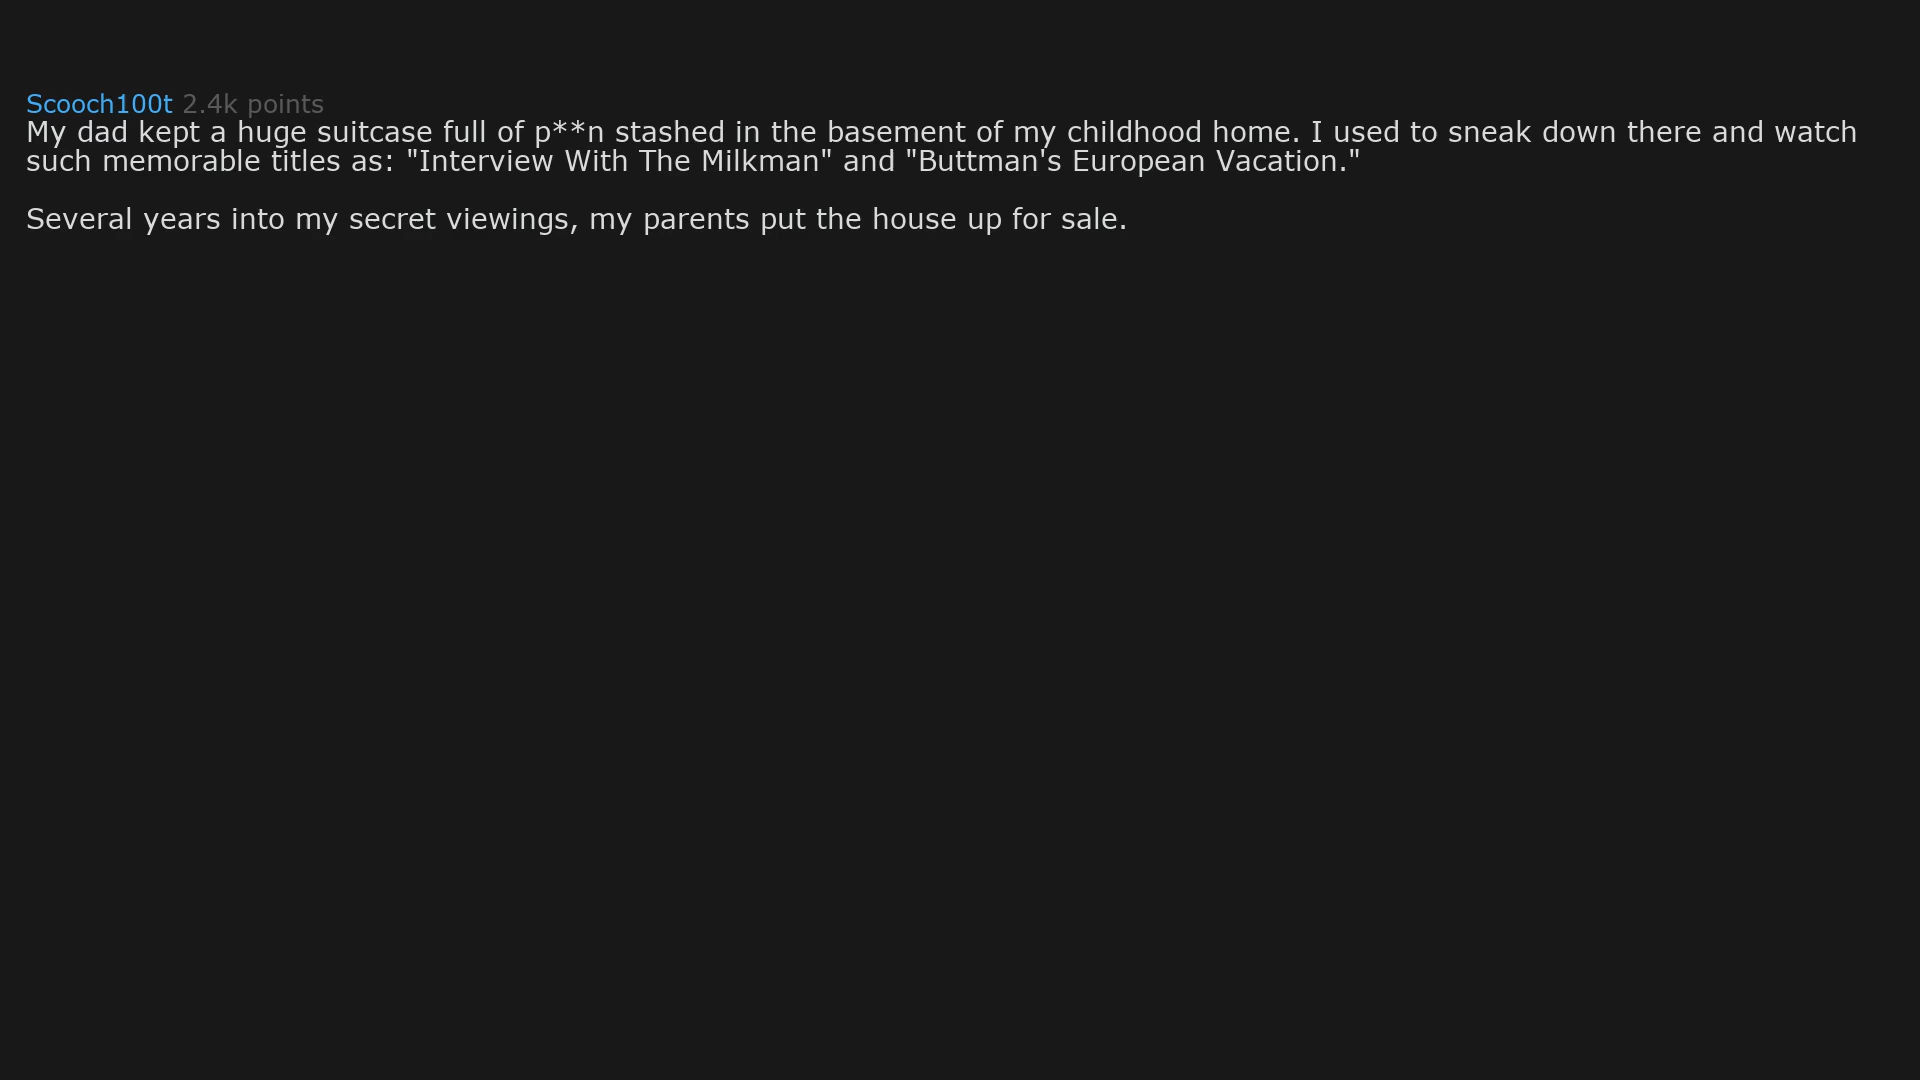 Scooch100t 2.4k points
My dad kept a huge suitcase full of p**n stashed in the basement of my childhood home. I used to sneak down there and watch
such memorable titles as: "Interview With The Milkman" and "Buttman's European Vacation."
Several years into my secret viewings, my parents put the house up for sale.